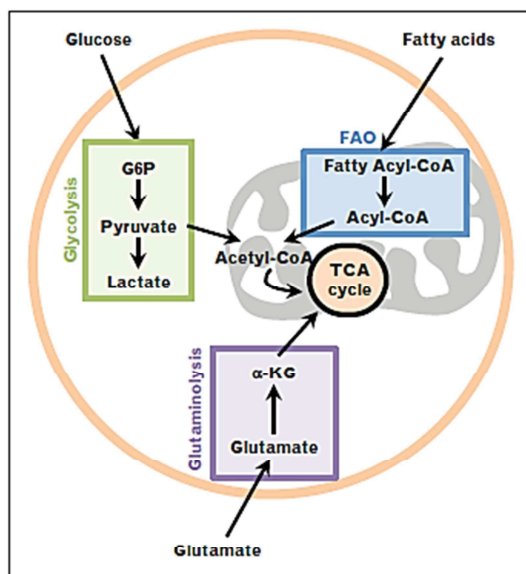 Glucose
Fatty acids
Glycolysis
G6P
Pyruvate
Lactate
FAO
Fatty Acyl-CoA
Acyl-CoA
Acetyl-CoA
TCA
cycle
Glutaminolysis
α-KG
Glutamate
Glutamate